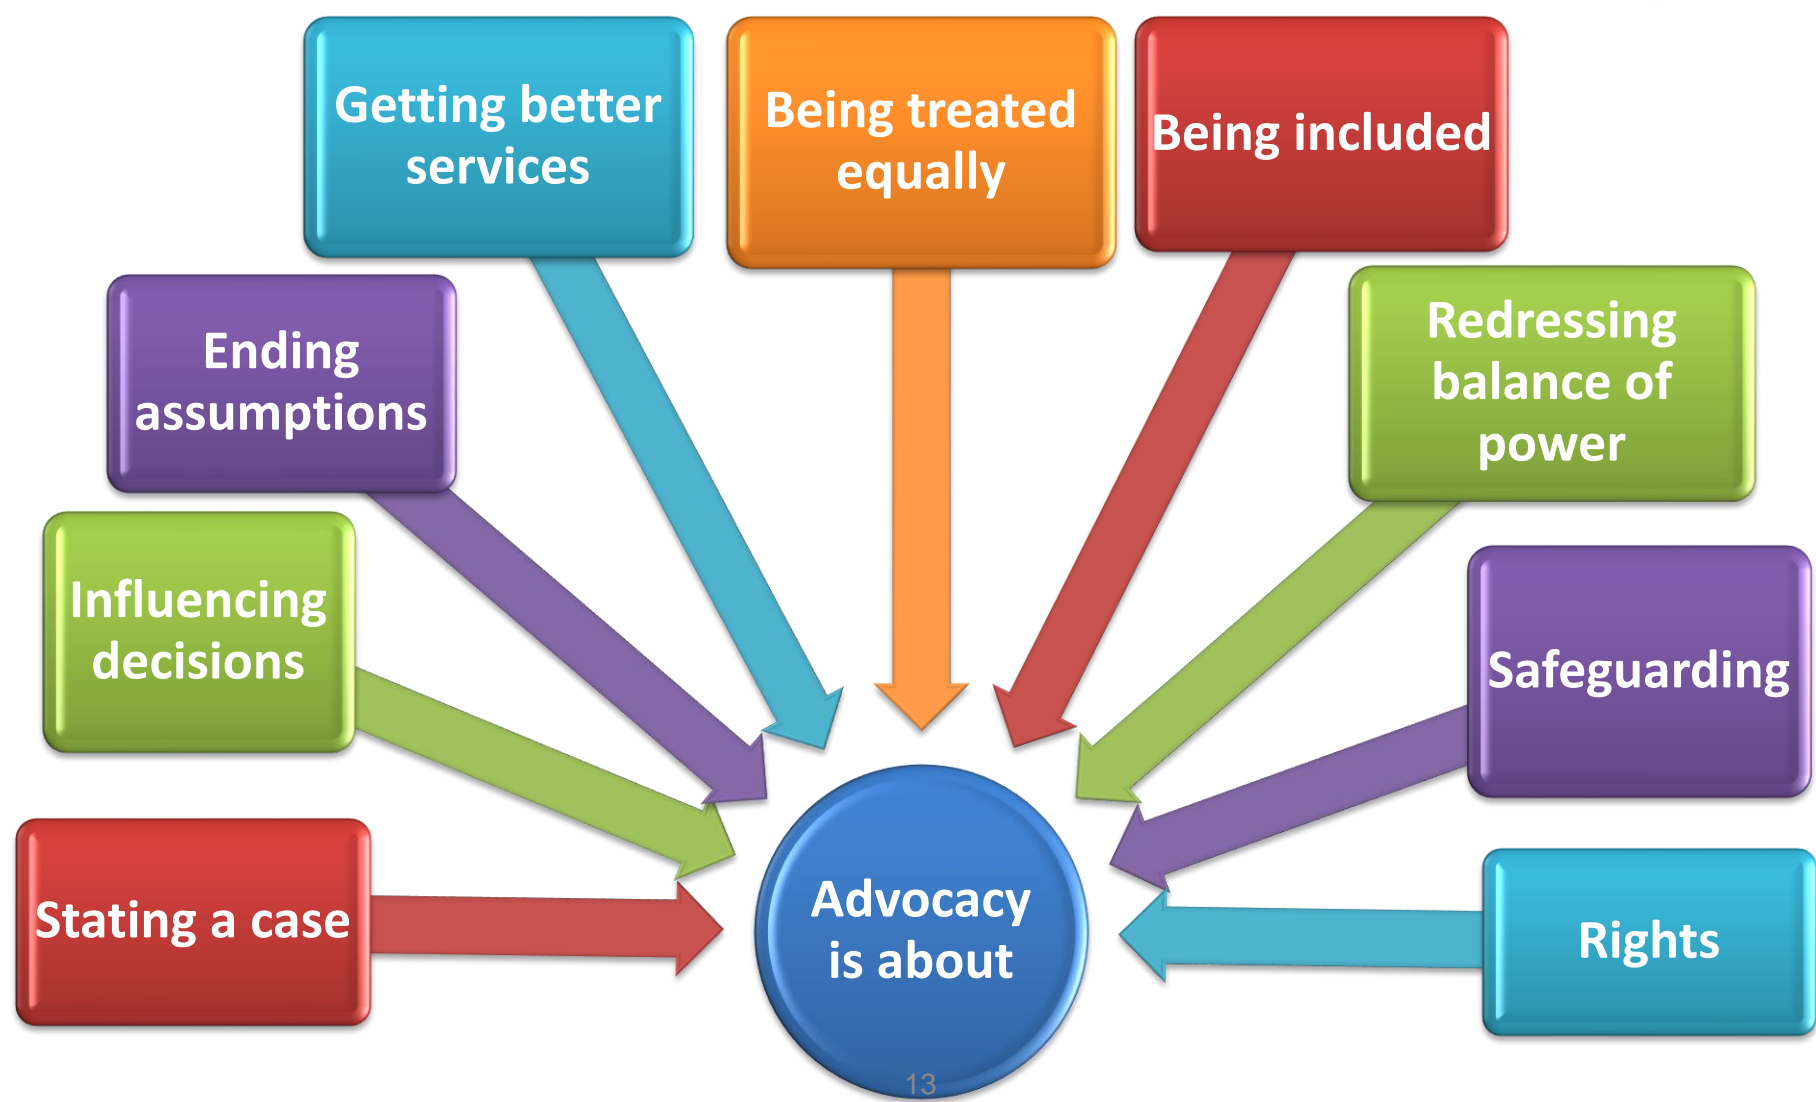 Getting better
services
Being treated
equally
Being included
Ending
assumptions
Redressing
balance of
power
Influencing
decisions
Safeguarding
Stating a case
Advocacy
is about
Rights
13